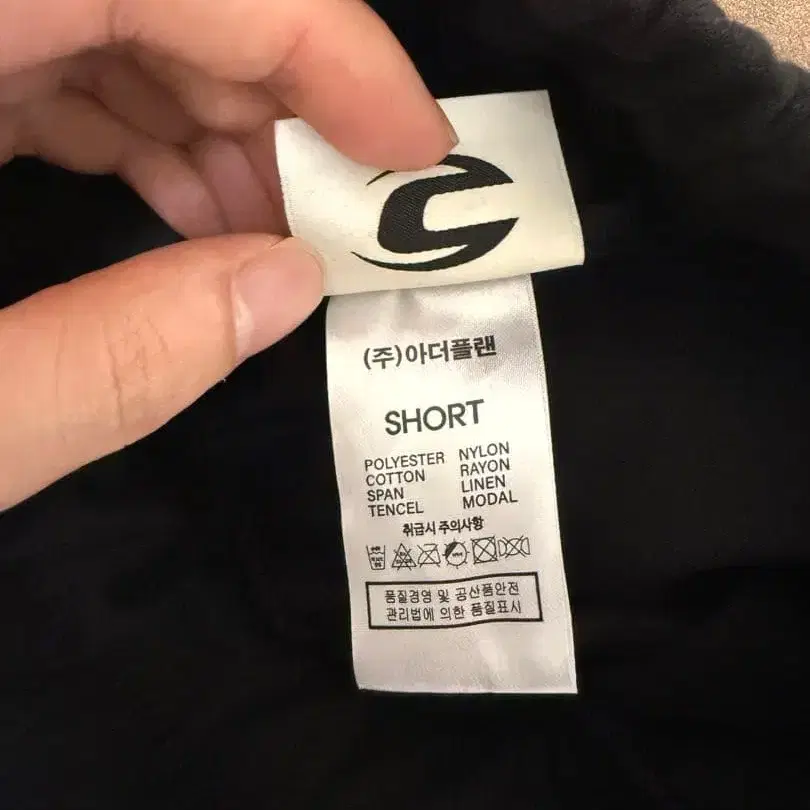 (주)아더플랜
SHORT
POLYESTER NYLON
COTTON RAYON
SPAN LINEN
TENCEL MODAL
취급시 주의사항
품질경영 및 공산품안전
관리법에 의한 품질표시